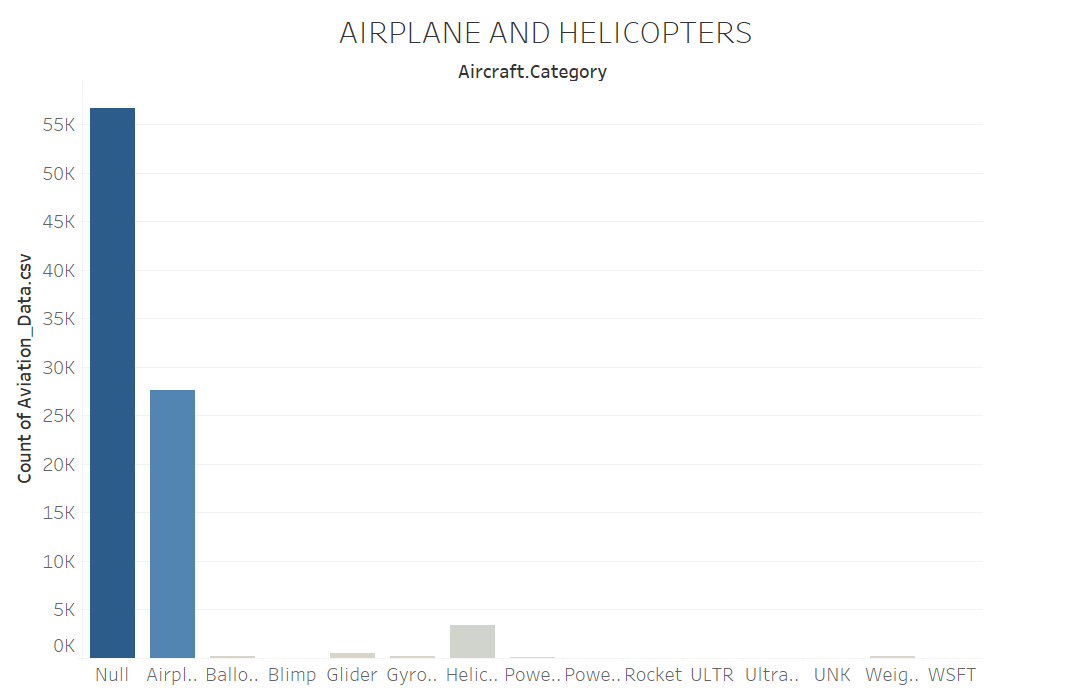 AIRPLANE AND HELICOPTERS
Aircraft.Category
Count of Aviation_Data.csv
55K
50K
45K
40K
35K
30K
25K
20K
15K
10K
5K
0K
Null Airpl.. Ballo.. Blimp Glider Gyro.. Helic.. Powe.. Powe.. Rocket ULTR Ultra.. UNK Weig.. WSFT